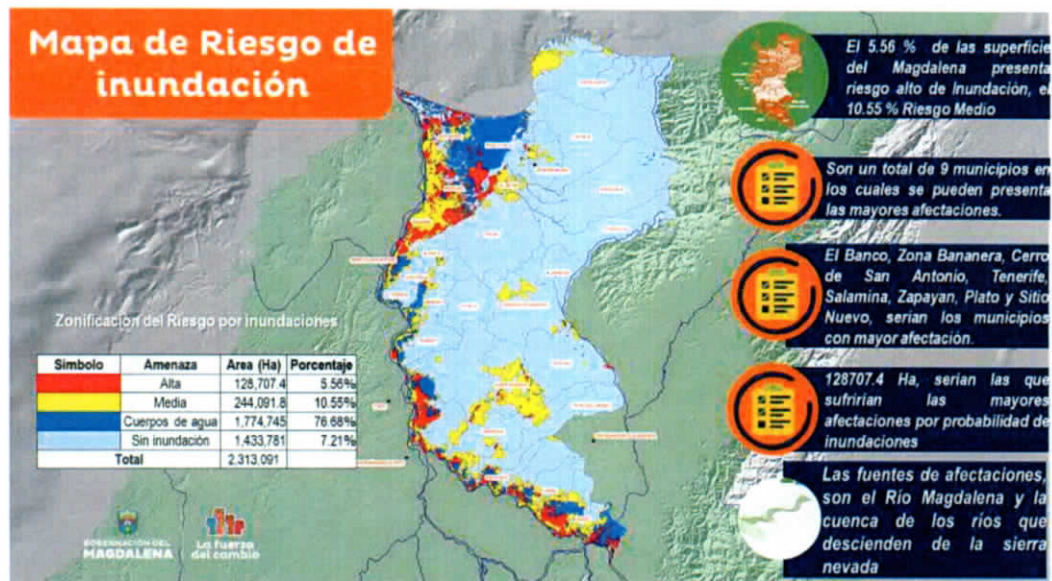 Mapa de Riesgo de
inundación
El 5.56 % de las superficie
del Magdalena presenta
riesgo alto de Inundación, el
10.55 % Riesgo Medio
Son un total de 9 municipios en
los cuales se pueden presenta
las mayores afectaciones.
El Banco, Zona Bananera, Cerro
de San Antonio, Tenerife,
Salamina, Zapayan, Plato y Sitio
Nuevo, serian los municipios
con mayor afectación.
128707.4 Ha, serian las que
sufririan las mayores
afectaciones por probabilidad de
inundaciones
Las fuentes de afectaciones,
son el Río Magdalena y la
cuenca de los ríos que
descienden de la sierra
nevada
Zonificación del Riesgo por inundaciones
Simbolo Amenaza Area (Ha) Porcentaje
Alta 128,707.4 5.56%
Media 244,091.8 10.55%
Cuerpos de agua 1,774,745 76.68%
Sin inundación 1,433,781 7.21%
Total 2,313,091
GOBERNACIÓN DEL
MAGDALENA
La fuerza
del cambio